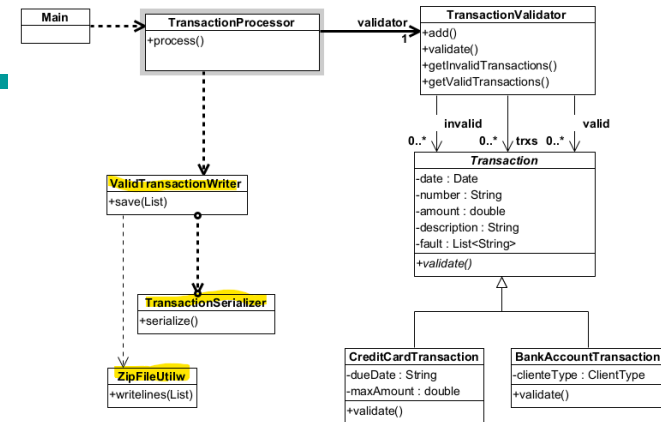 Main
TransactionProcessor
+process()
validator
1
TransactionValidator
+add()
+validate()
+getInvalidTransactions()
+getValidTransactions()
invalid
valid
0..*
0..*
trxs
0..*
Transaction
-date : Date
-number : String
-amount : double
-description : String
-fault : List<String>
+validate()
ValidTransactionWriter
+save(List)
TransactionSerializer
+serialize()
ZipFileUtilw
+writelines(List)
CreditCardTransaction
-dueDate : String
-maxAmount : double
+validate()
BankAccountTransaction
-clienteType : ClientType
+validate()